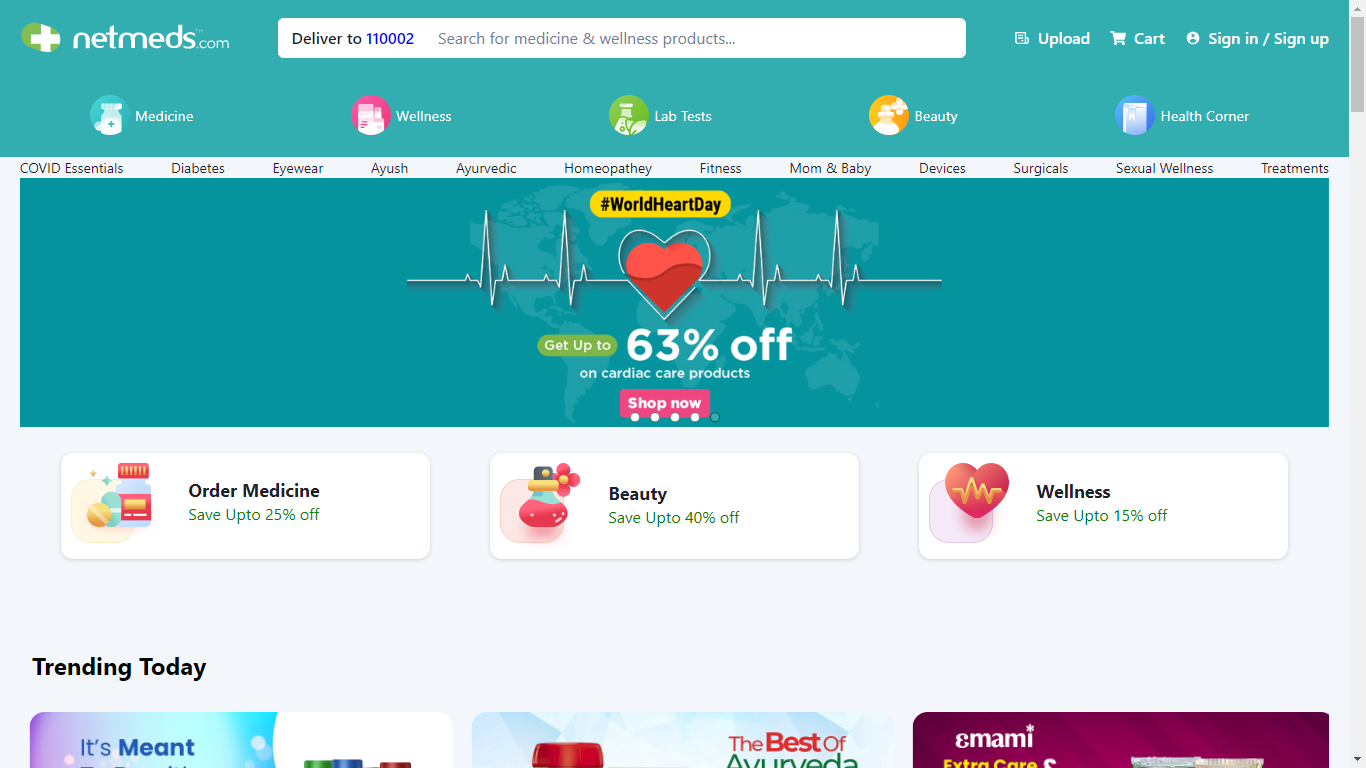 netmeds.com
Deliver to 110002 Search for medicine & wellness products...
Upload Cart Sign in / Sign up
Medicine Wellness Lab Tests Beauty Health Corner
COVID Essentials Diabetes Eyewear Ayush Ayurvedic Homeopathey Fitness Mom & Baby Devices Surgicals Sexual Wellness Treatments
#WorldHeartDay
Get Up to 63% off
on cardiac care products
Shop now
Order Medicine
Save Upto 25% off
Beauty
Save Upto 40% off
Wellness
Save Upto 15% off
Trending Today
It's Meant
The Best Of
Ayurveda
emami
Extra Care &